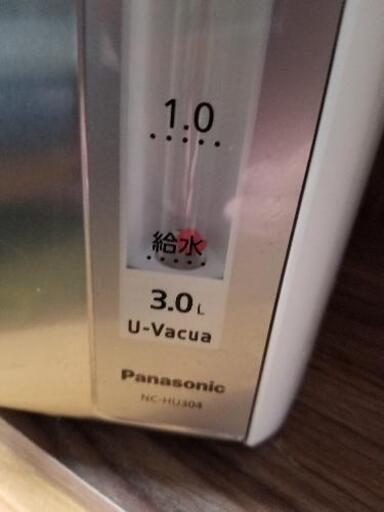 1.0
給水
3.0L
U-Vacua
Panasonic
NC-HU304